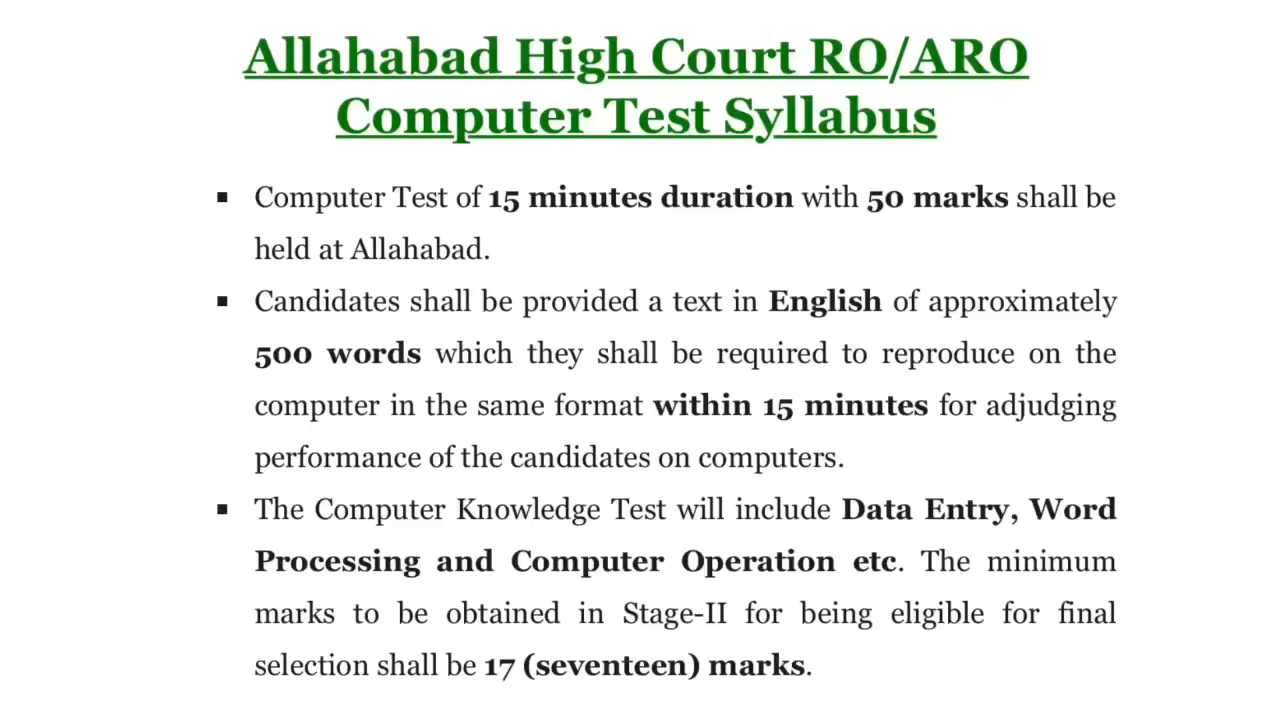 Allahabad High Court RO/ARO
Computer Test Syllabus
▪ Computer Test of 15 minutes duration with 50 marks shall be
held at Allahabad.
▪ Candidates shall be provided a text in English of approximately
500 words which they shall be required to reproduce on the
computer in the same format within 15 minutes for adjudging
performance of the candidates on computers.
▪ The Computer Knowledge Test will include Data Entry, Word
Processing and Computer Operation etc. The minimum
marks to be obtained in Stage-II for being eligible for final
selection shall be 17 (seventeen) marks.